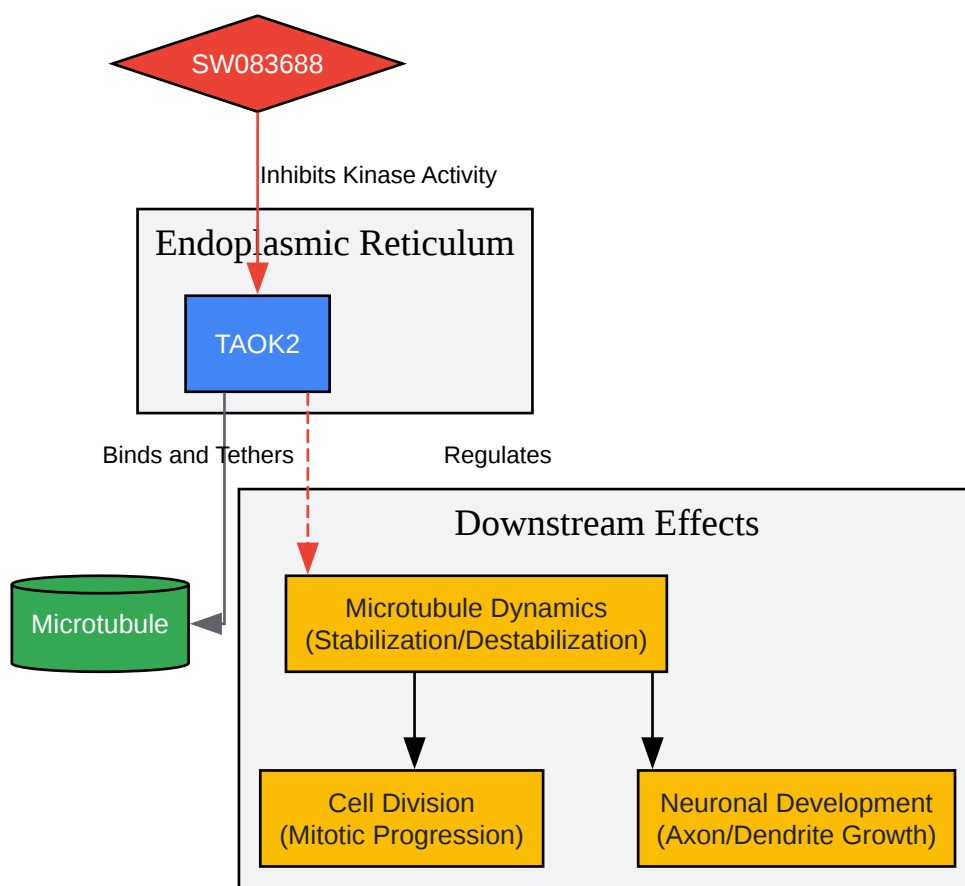 SW083688
Inhibits Kinase Activity
Endoplasmic Reticulum
TAOK2
Binds and Tethers
Regulates
Downstream Effects
Microtubule
Microtubule Dynamics
(Stabilization/Destabilization)
Cell Division
(Mitotic Progression)
Neuronal Development
(Axon/Dendrite Growth)